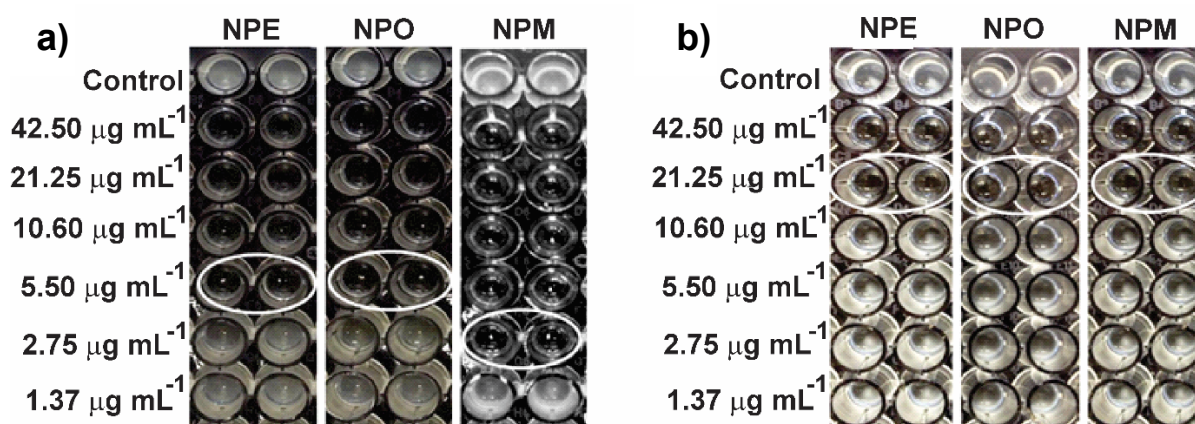 a)
NPE NPO NPM
Control
42.50 μg mL⁻¹
21.25 μg mL⁻¹
10.60 μg mL⁻¹
5.50 μg mL⁻¹
2.75 μg mL⁻¹
1.37 μg mL⁻¹
b)
NPE NPO NPM
Control
42.50 μg mL⁻¹
21.25 μg mL⁻¹
10.60 μg mL⁻¹
5.50 μg mL⁻¹
2.75 μg mL⁻¹
1.37 μg mL⁻¹